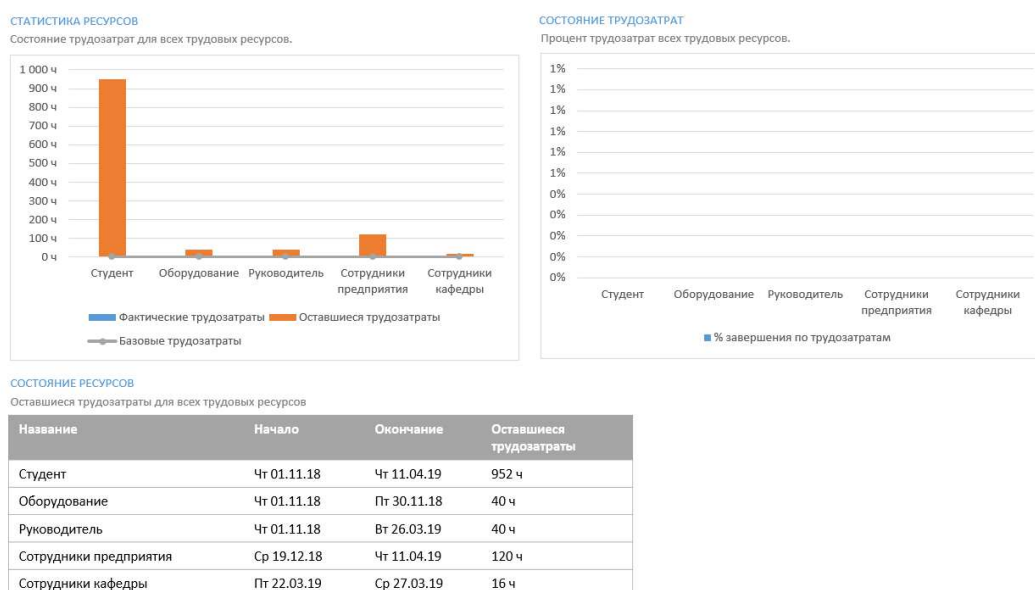 СТАТИСТИКА РЕСУРСОВ
Состояние трудозатрат для всех трудовых ресурсов.
1 000 ч
900 ч
800 ч
700 ч
600 ч
500 ч
400 ч
300 ч
200 ч
100 ч
0 ч
Студент Оборудование Руководитель Сотрудники предприятия Сотрудники кафедры
Фактические трудозатраты Оставшиеся трудозатраты
Базовые трудозатраты
СОСТОЯНИЕ ТРУДОЗАТРАТ
Процент трудозатрат всех трудовых ресурсов.
1%
1%
1%
1%
1%
1%
0%
0%
0%
0%
0%
Студент Оборудование Руководитель Сотрудники предприятия Сотрудники кафедры
% завершения по трудозатратам
СОСТОЯНИЕ РЕСУРСОВ
Оставшиеся трудозатраты для всех трудовых ресурсов
Название Начало Окончание Оставшиеся трудозатраты
Студент Чт 01.11.18 Чт 11.04.19 952 ч
Оборудование Чт 01.11.18 Пт 30.11.18 40 ч
Руководитель Чт 01.11.18 Вт 26.03.19 40 ч
Сотрудники предприятия Ср 19.12.18 Чт 11.04.19 120 ч
Сотрудники кафедры Пт 22.03.19 Ср 27.03.19 16 ч